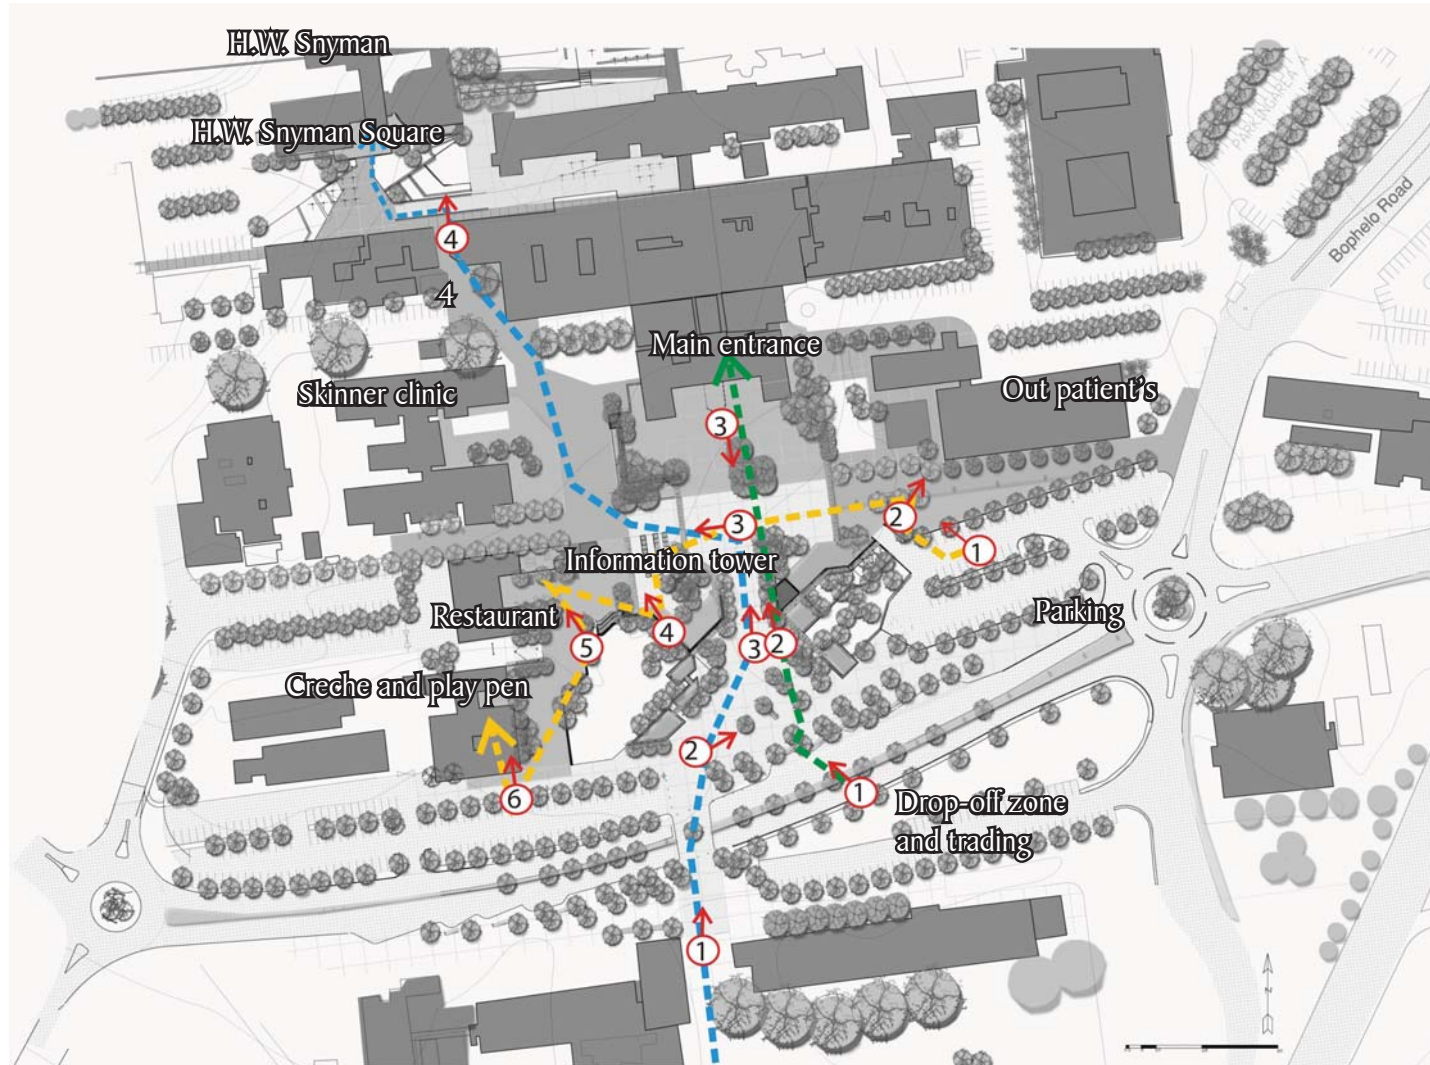 H.W. Snyman
H.W. Snyman Square
PARKINGAREA A
Bophelo Road
4
4
Main entrance
Skinner clinic
Out patient's
3
3
2
1
Information tower
Restaurant
Parking
4
5
3
2
Creche and play pen
2
1
6
Drop-off zone
and trading
1
N